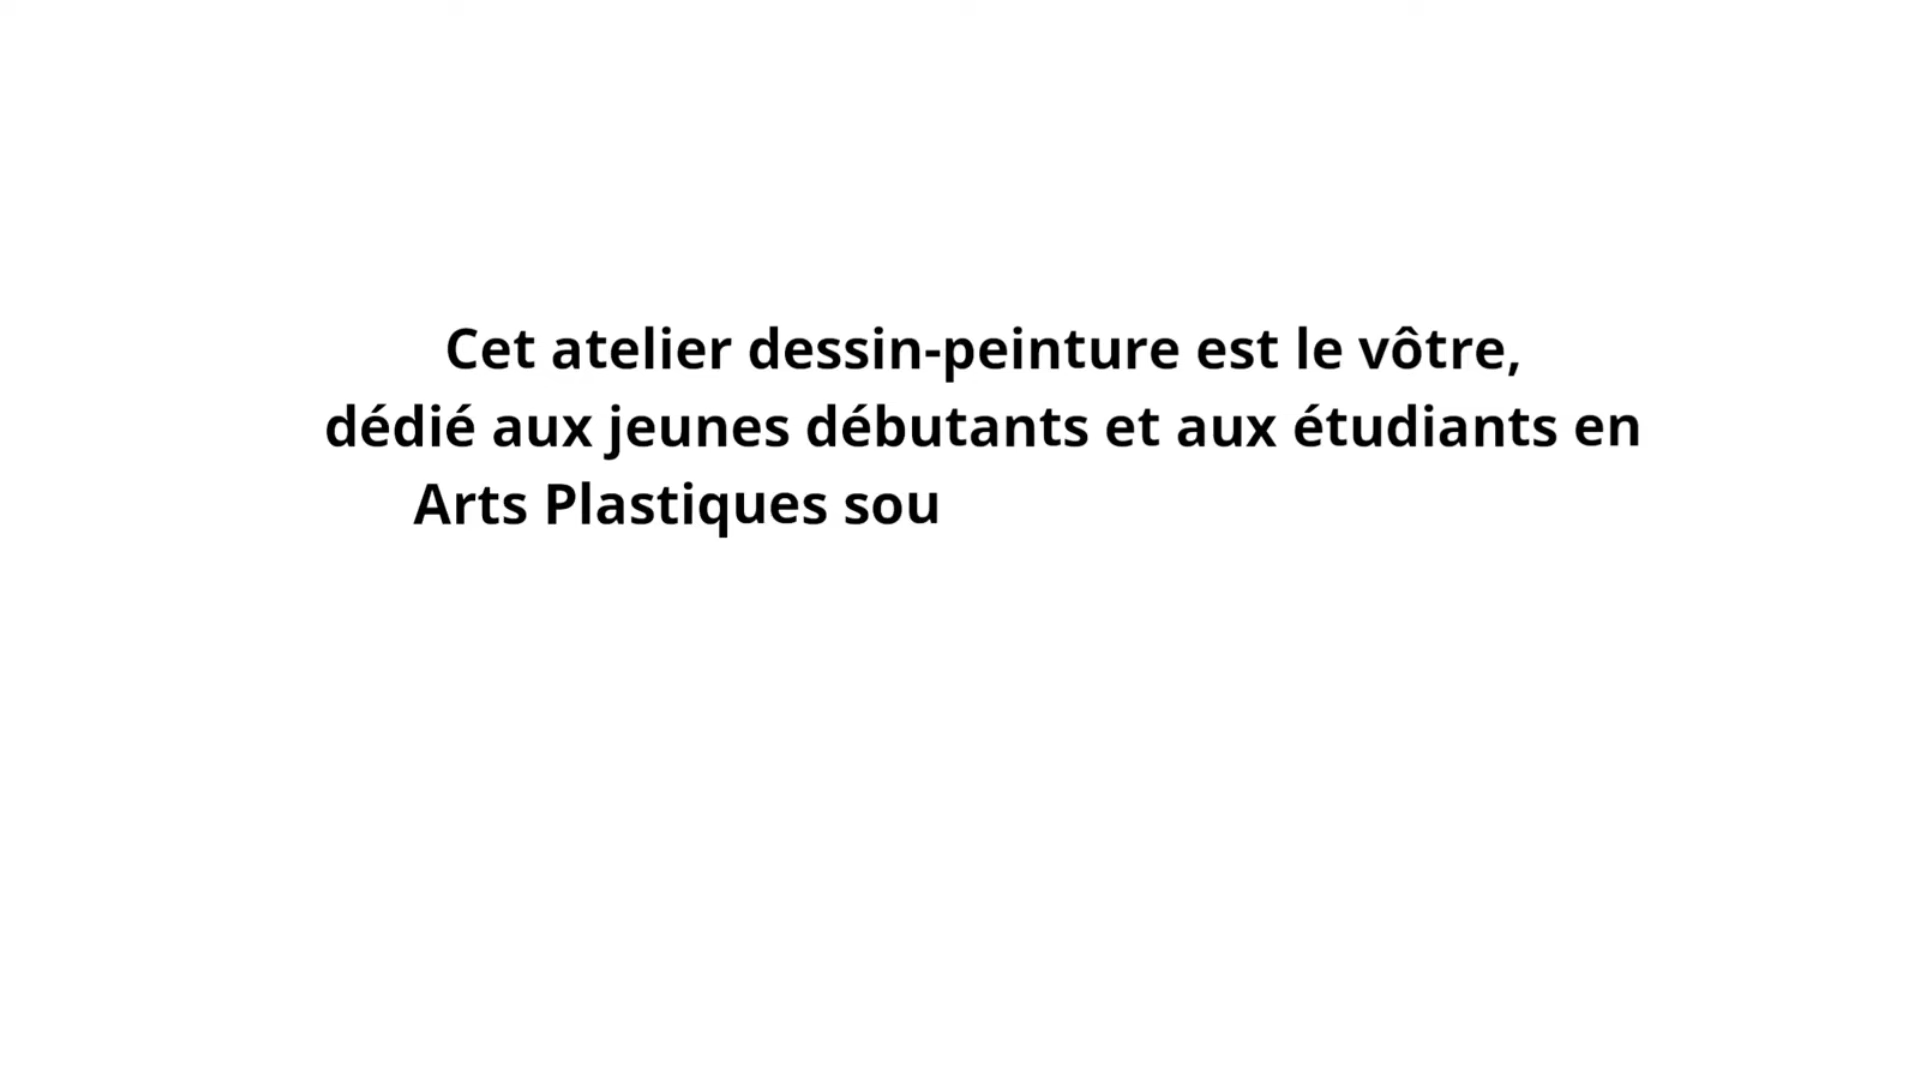 Cet atelier dessin-peinture est le vôtre,
dédié aux jeunes débutants et aux étudiants en
Arts Plastiques sou